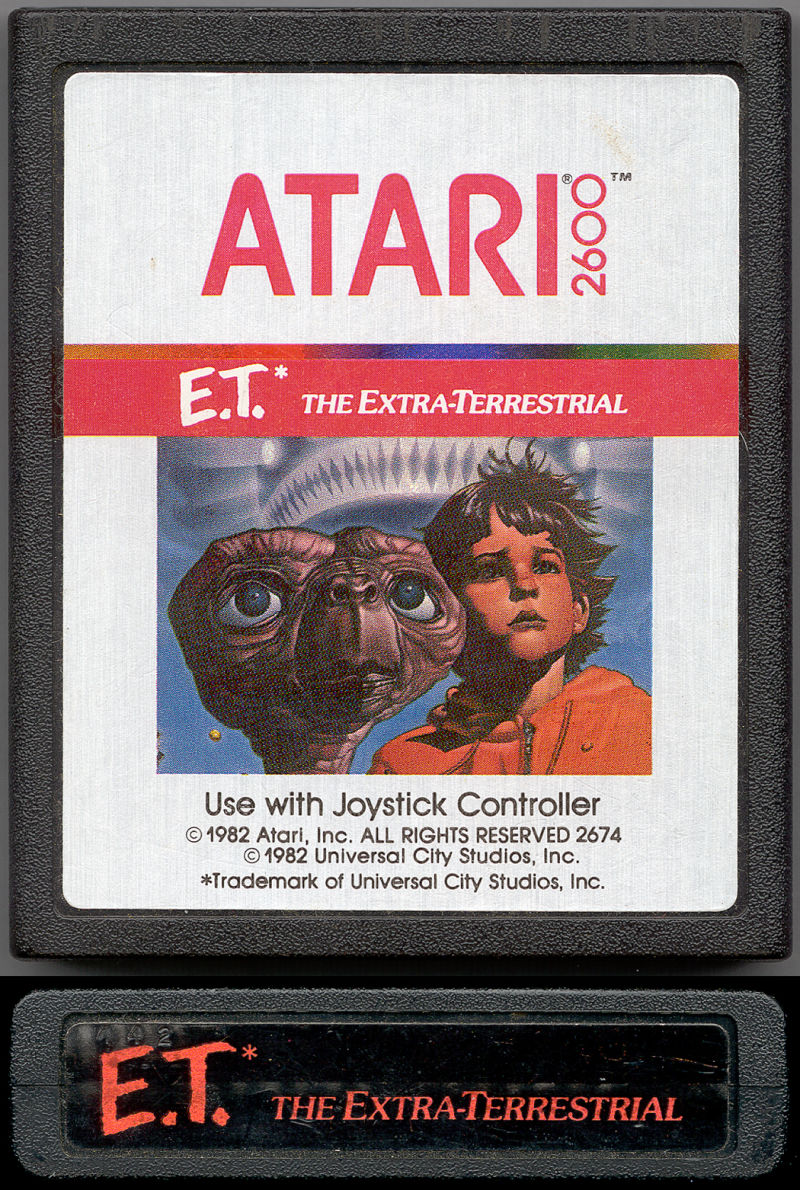 ATARI® 2600™
E.T.* THE EXTRA-TERRESTRIAL
Use with Joystick Controller
© 1982 Atari, Inc. ALL RIGHTS RESERVED 2674
© 1982 Universal City Studios, Inc.
*Trademark of Universal City Studios, Inc.
E.T.* THE EXTRA-TERRESTRIAL